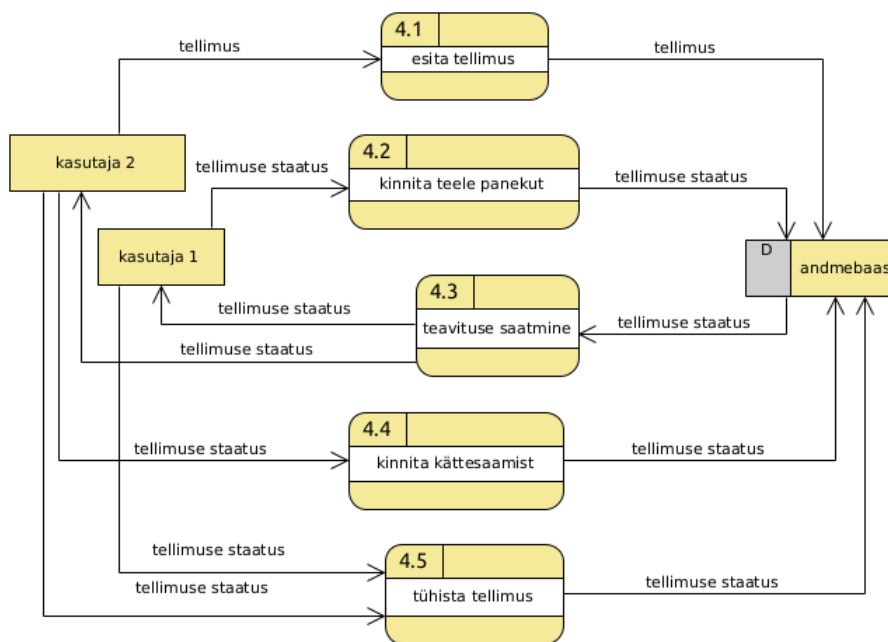 4.1
tellimus
tellimus
esita tellimus
4.2
kasutaja 2
tellimuse staatus
tellimuse staatus
kinnita teele panekut
D
kasutaja 1
andmebaas
4.3
tellimuse staatus
tellimuse staatus
teavituse saatmine
tellimuse staatus
4.4
tellimuse staatus
tellimuse staatus
kinnita kättesaamist
tellimuse staatus
4.5
tellimuse staatus
tellimuse staatus
tühista tellimus